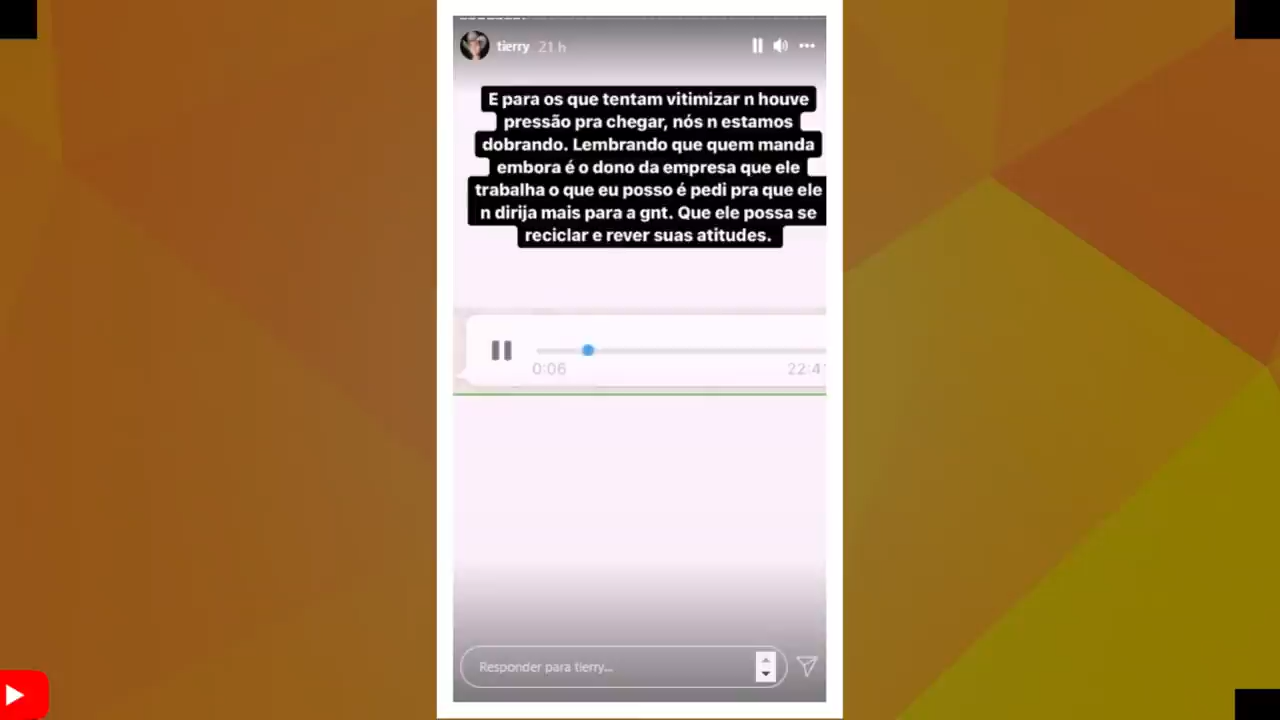 tierry 21 h
E para os que tentam vitimizar n houve
pressão pra chegar, nós n estamos
dobrando. Lembrando que quem manda
embora é o dono da empresa que ele
trabalha o que eu posso é pedi pra que ele
n dirija mais para a gnt. Que ele possa se
reciclar e rever suas atitudes.
0:06
Responder para tierry...